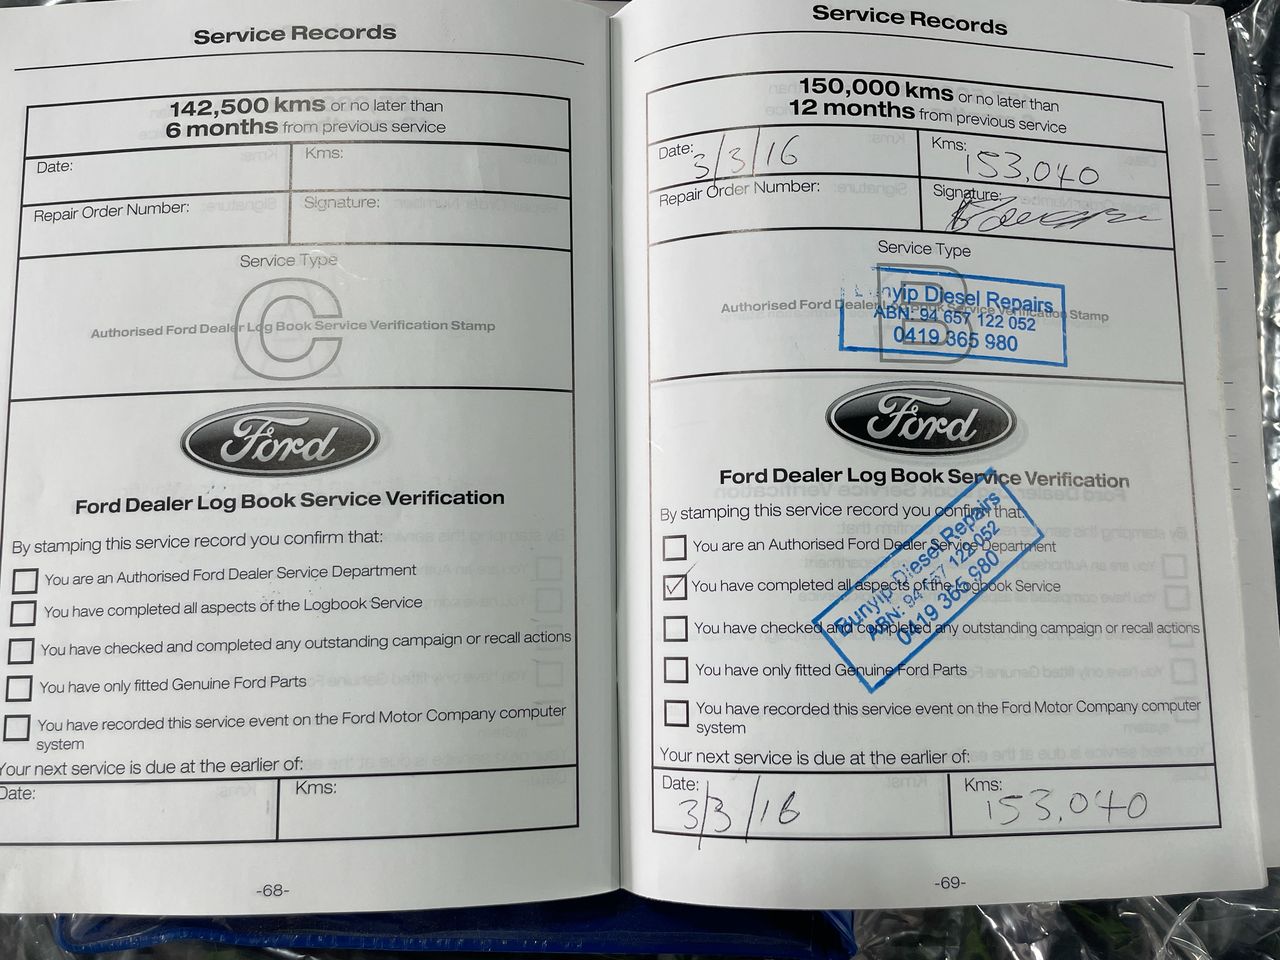 Service Records
142,500 kms or no later than
6 months from previous service
Date:
Kms:
Repair Order Number:
Signature:
Service Type
C
Authorised Ford Dealer Log Book Service Verification Stamp
Ford
Ford Dealer Log Book Service Verification
By stamping this service record you confirm that:
You are an Authorised Ford Dealer Service Department
You have completed all aspects of the Logbook Service
You have checked and completed any outstanding campaign or recall actions
You have only fitted Genuine Ford Parts
You have recorded this service event on the Ford Motor Company computer
system
Your next service is due at the earlier of:
Date:
Kms:
-68-
Service Records
150,000 kms or no later than
12 months from previous service
Date: 3/3/16
Kms: 153,040
Repair Order Number:
Signature:
Service Type
B
Authorised Ford Dealer Log Book Service Verification Stamp
Bunyip Diesel Repairs
ABN: 94 657 122 052
0419 365 980
Ford
Ford Dealer Log Book Service Verification
By stamping this service record you confirm that:
You are an Authorised Ford Dealer Service Department
You have completed all aspects of the Logbook Service
You have checked and completed any outstanding campaign or recall actions
You have only fitted Genuine Ford Parts
You have recorded this service event on the Ford Motor Company computer
system
Bunyip Diesel Repairs
ABN: 94 657 122 052
0419 365 980
Your next service is due at the earlier of:
Date: 3/3/16
Kms: 153,040
-69-